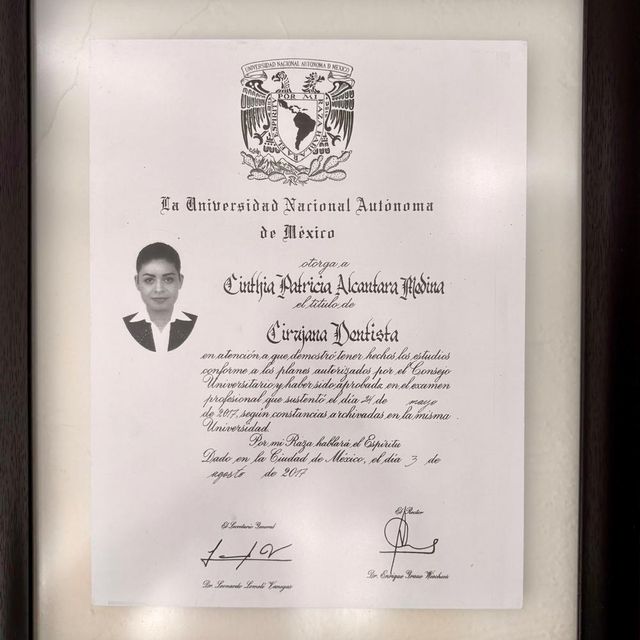 UNIVERSIDAD NACIONAL AUTONOMA D MEXICO
POR MI RAZA HABLARA EL ESPIRITU
La Universidad Nacional Autónoma
de México
otorga a
Cinthia Patricia Alcantara Medina
el título de
Cirujana Dentista
en atención a que demostró tener hechos los estudios
conforme a los planes autorizados por el Consejo
Universitario y haber sido aprobada en el examen
profesional que sustentó el día 24 de mayo
de 2017, según constancias archivadas en la misma
Universidad.
Por mi Raza hablará el Espíritu
Dado en la Ciudad de México, el día 3 de
agosto de 2017
El Secretario General
El Rector
Dr. Leonardo Lomelí Vanegas
Dr. Enrique Graue Wiechers